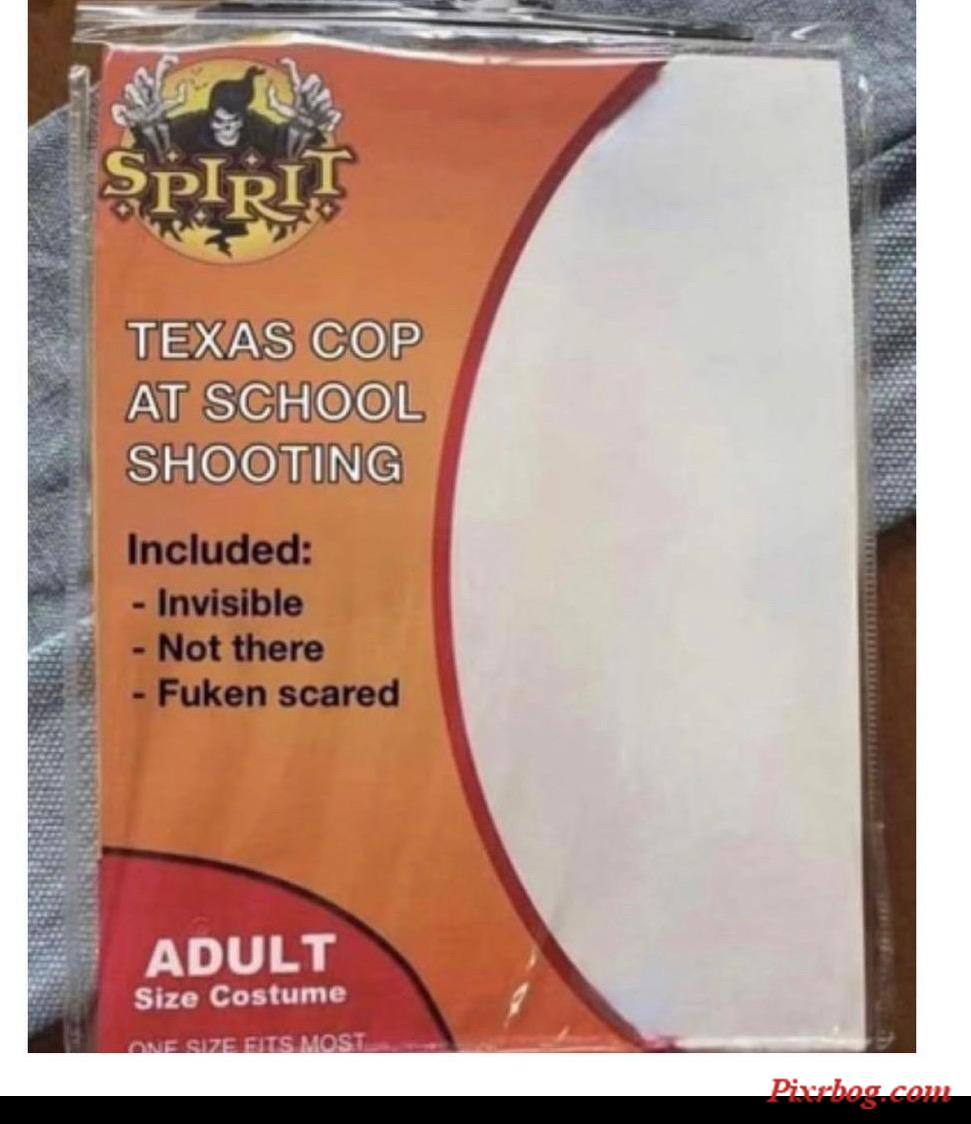 SPIRIT
TEXAS COP
AT SCHOOL
SHOOTING
Included:
- Invisible
- Not there
- Fuken scared
ADULT
Size Costume
ONE SIZE FITS MOST
Pixrbog.com